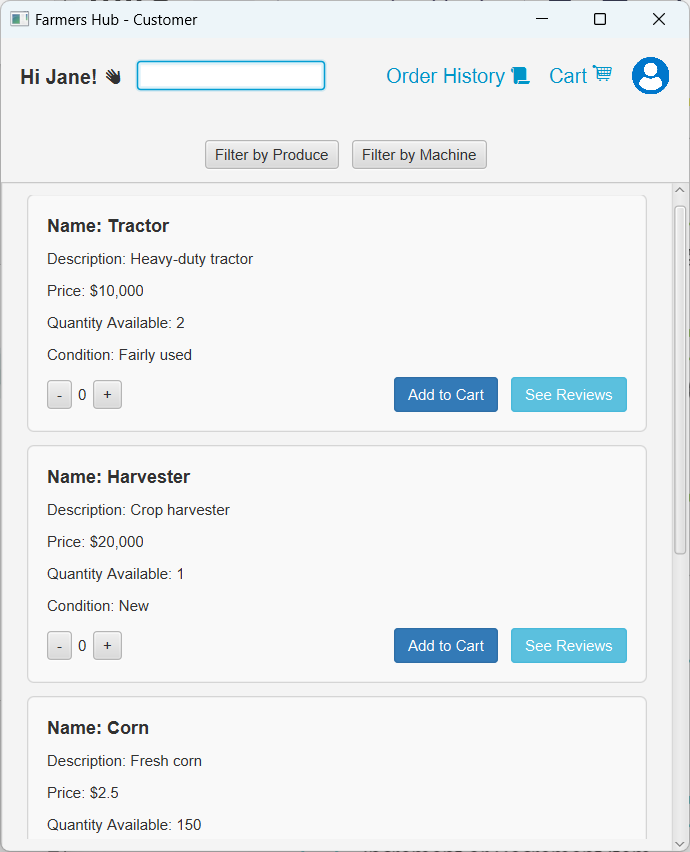 Farmers Hub - Customer
Hi Jane!
Order History
Cart
Filter by Produce
Filter by Machine
Name: Tractor
Description: Heavy-duty tractor
Price: $10,000
Quantity Available: 2
Condition: Fairly used
- 0 +
Add to Cart
See Reviews
Name: Harvester
Description: Crop harvester
Price: $20,000
Quantity Available: 1
Condition: New
- 0 +
Add to Cart
See Reviews
Name: Corn
Description: Fresh corn
Price: $2.5
Quantity Available: 150